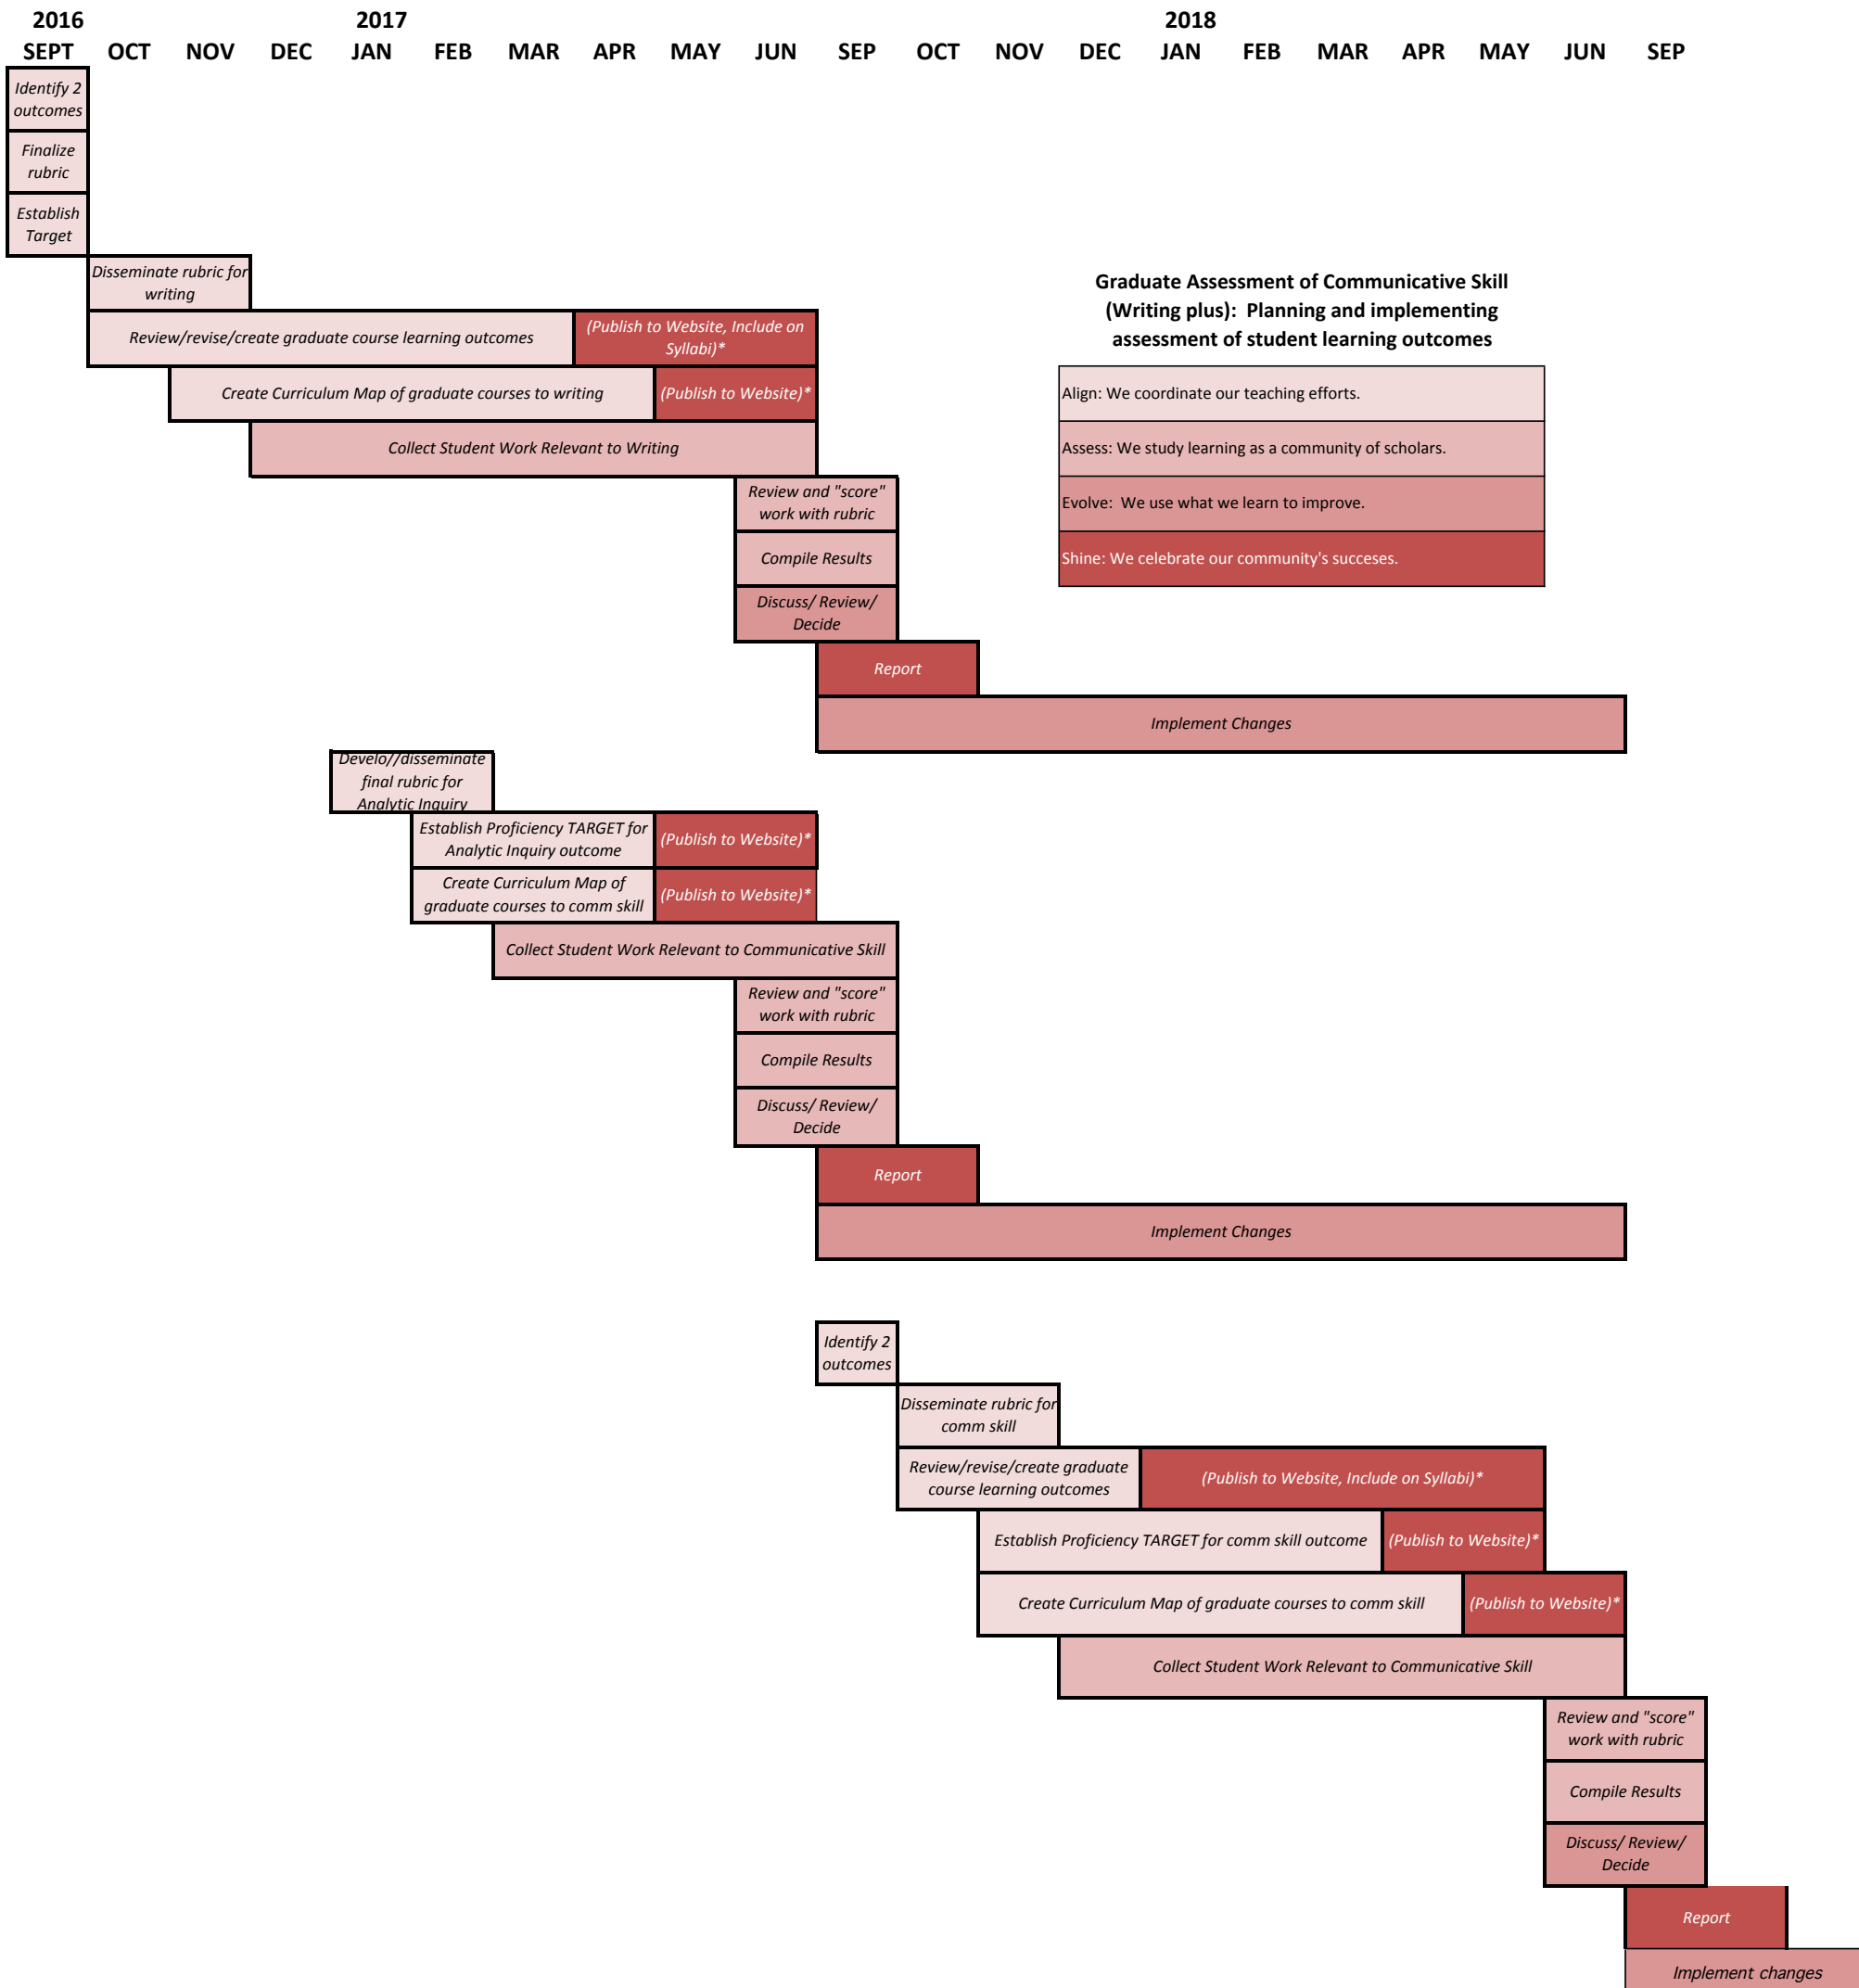 2016 2017 2018
SEPT OCT NOV DEC JAN FEB MAR APR MAY JUN SEP OCT NOV DEC JAN FEB MAR APR MAY JUN SEP
Identify 2
outcomes
Finalize
rubric
Establish
Target
Disseminate rubric for
writing
Graduate Assessment of Communicative Skill
(Writing plus):  Planning and implementing
assessment of student learning outcomes
Review/revise/create graduate course learning outcomes
(Publish to Website, Include on
Syllabi)*
Create Curriculum Map of graduate courses to writing
(Publish to Website)*
Align: We coordinate our teaching efforts.
Collect Student Work Relevant to Writing
Assess: We study learning as a community of scholars.
Review and "score"
work with rubric
Evolve:  We use what we learn to improve.
Compile Results
Shine: We celebrate our community's succeses.
Discuss/ Review/
Decide
Report
Implement Changes
Develo//disseminate
final rubric for
Analytic Inquiry
Establish Proficiency TARGET for
Analytic Inquiry outcome
(Publish to Website)*
Create Curriculum Map of
graduate courses to comm skill
(Publish to Website)*
Collect Student Work Relevant to Communicative Skill
Review and "score"
work with rubric
Compile Results
Discuss/ Review/
Decide
Report
Implement Changes
Identify 2
outcomes
Disseminate rubric for
comm skill
Review/revise/create graduate
course learning outcomes
(Publish to Website, Include on Syllabi)*
Establish Proficiency TARGET for comm skill outcome
(Publish to Website)*
Create Curriculum Map of graduate courses to comm skill
(Publish to Website)*
Collect Student Work Relevant to Communicative Skill
Review and "score"
work with rubric
Compile Results
Discuss/ Review/
Decide
Report
Implement changes